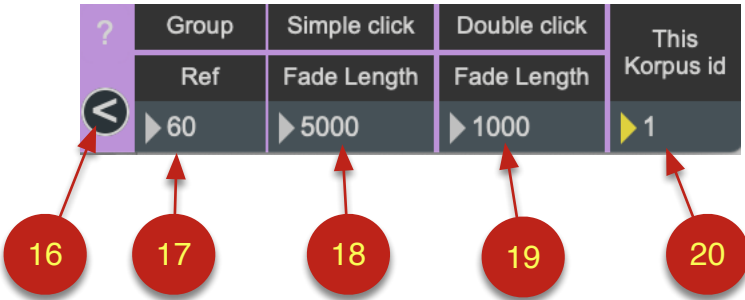 ?
Group
Simple click
Double click
This
Korpus id
Ref
Fade Length
Fade Length
<
60
5000
1000
1
16
17
18
19
20